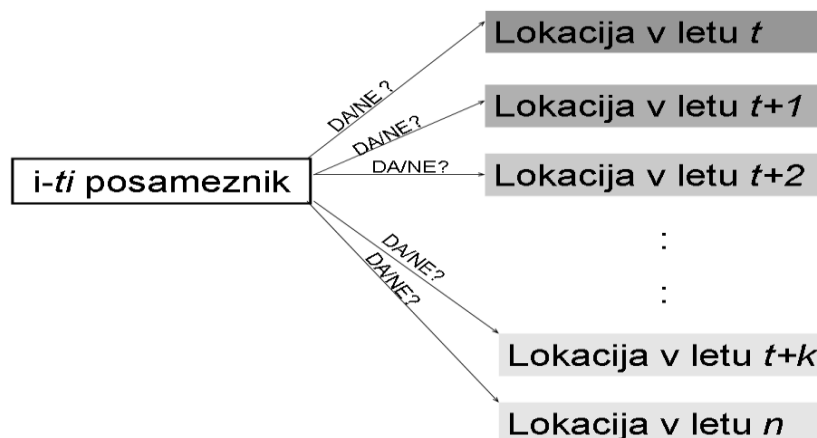 Lokacija v letu t
DA/NE?
Lokacija v letu t+1
DA/NE?
i-ti posameznik
DA/NE?
Lokacija v letu t+2
:
DA/NE?
DA/NE?
:
Lokacija v letu t+k
Lokacija v letu n